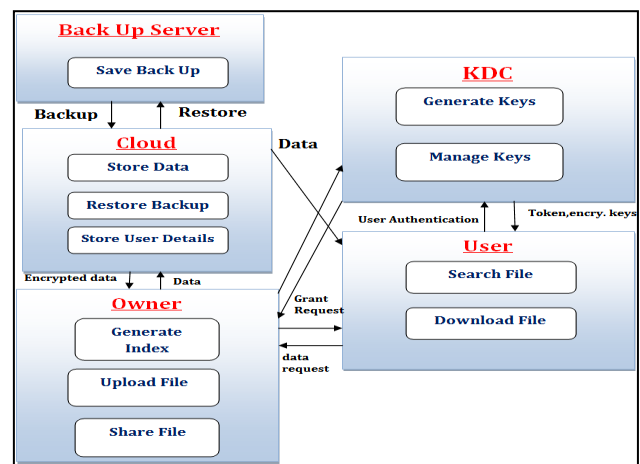 Back Up Server
Save Back Up
Backup
Restore
Cloud
Store Data
Restore Backup
Store User Details
Data
KDC
Generate Keys
Manage Keys
User Authentication
Token,encry. keys
User
Search File
Download File
Encrypted data
Data
Owner
Generate
Index
Upload File
Share File
Grant
Request
data
request